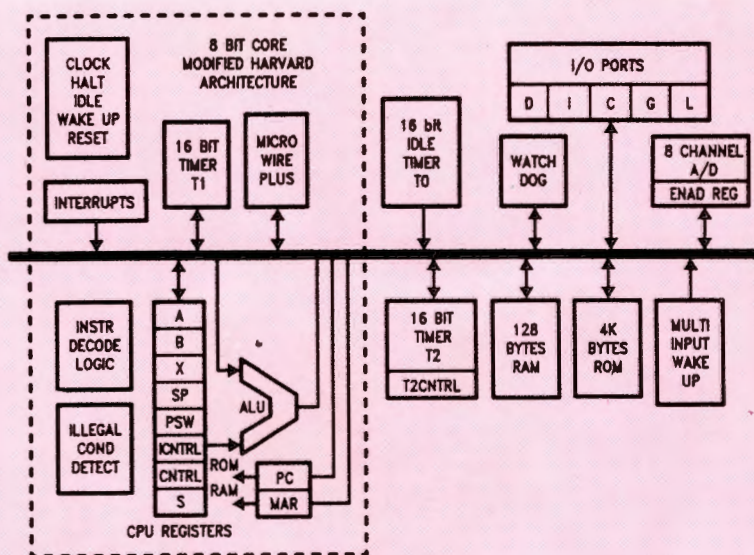 8 BIT CORE
MODIFIED HARVARD
ARCHITECTURE
CLOCK
HALT
IDLE
WAKE UP
RESET
INTERRUPTS
16 BIT
TIMER
T1
MICRO
WIRE
PLUS
16 bit
IDLE
TIMER
T0
WATCH
DOG
I/O PORTS
D I C G L
8 CHANNEL
A/D
ENAD REG
INSTR
DECODE
LOGIC
ILLEGAL
COND
DETECT
A
B
X
SP
PSW
ICNTRL
CNTRL
S
CPU REGISTERS
ALU
ROM
RAM
PC
MAR
16 BIT
TIMER
T2
T2CNTRL
128
BYTES
RAM
4K
BYTES
ROM
MULTI
INPUT
WAKE
UP